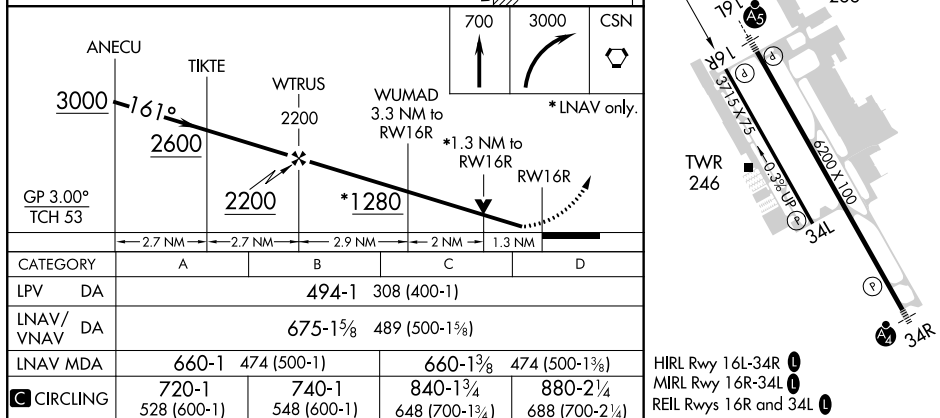 700 3000 CSN
ANECU
TIKTE
WTRUS
2200
WUMAD
3.3 NM to
RW16R
* LNAV only.
*1.3 NM to
RW16R
RW16R
3000
161°
2600
2200
*1280
GP 3.00°
TCH 53
2.7 NM 2.7 NM 2.9 NM 2 NM 1.3 NM
CATEGORY A B C D
LPV DA 494-1 308 (400-1)
LNAV/
VNAV DA 675-1⅝ 489 (500-1⅝)
LNAV MDA 660-1 474 (500-1) 660-1⅜ 474 (500-1⅜)
C CIRCLING 720-1 740-1 840-1¾ 880-2¼
528 (600-1) 548 (600-1) 648 (700-1¾) 688 (700-2¼)
A5
16R
P
P
3715 X 75
6200 X 100
TWR
246
0.3% UP
P
34L
P
A4
34R
HIRL Rwy 16L-34R L
MIRL Rwy 16R-34L L
REIL Rwys 16R and 34L L